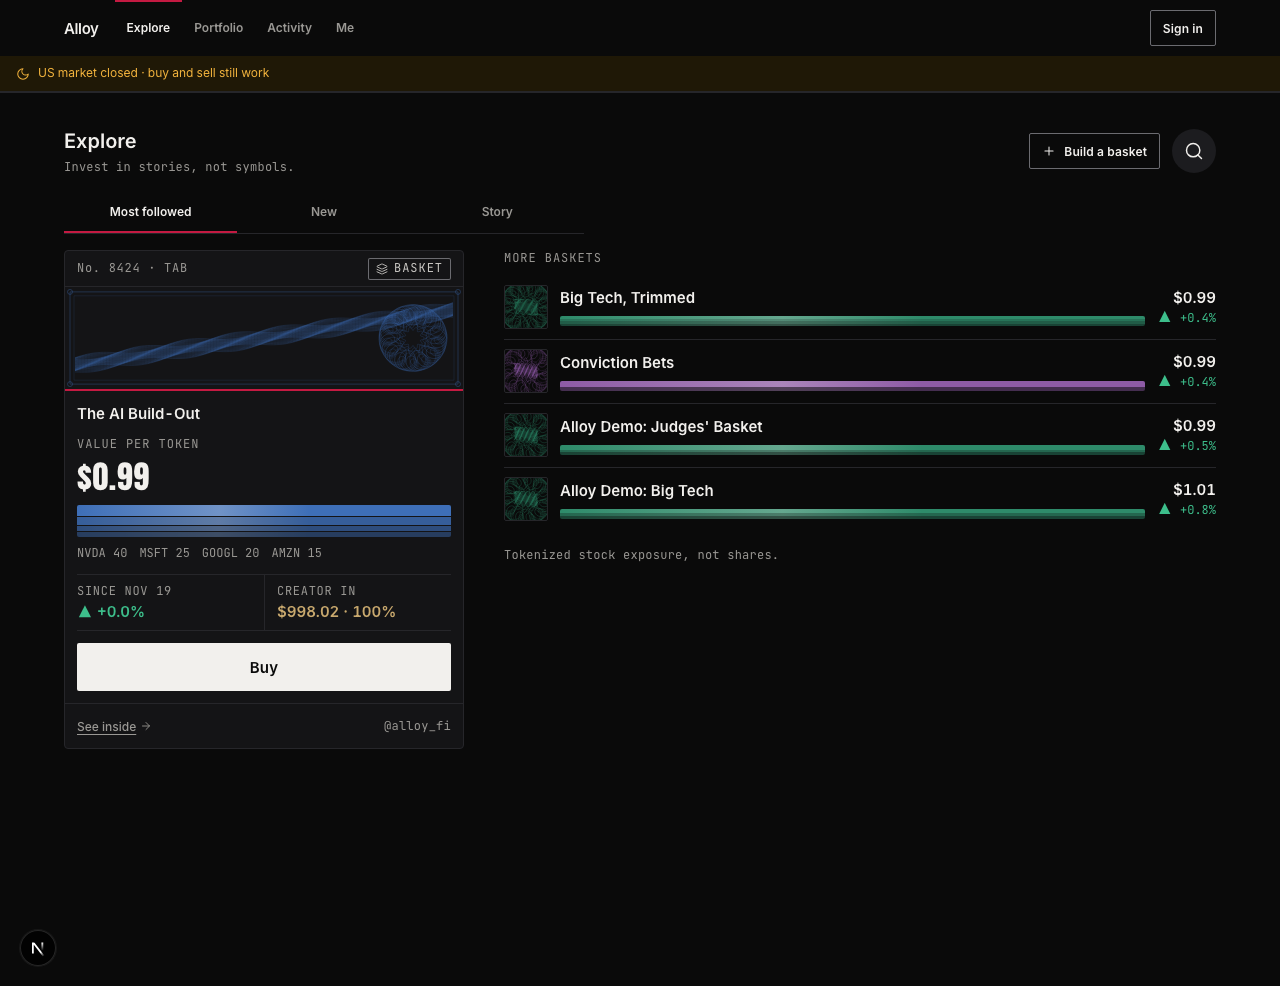 Alloy
Explore
Portfolio
Activity
Me
Sign in
US market closed · buy and sell still work
Explore
Invest in stories, not symbols.
Build a basket
Most followed
New
Story
No. 8424 · TAB
BASKET
The AI Build-Out
VALUE PER TOKEN
$0.99
NVDA 40 MSFT 25 GOOGL 20 AMZN 15
SINCE NOV 19
▲ +0.0%
CREATOR IN
$998.02 · 100%
Buy
See inside →
@alloy_fi
MORE BASKETS
Big Tech, Trimmed
$0.99
▲ +0.4%
Conviction Bets
$0.99
▲ +0.4%
Alloy Demo: Judges' Basket
$0.99
▲ +0.5%
Alloy Demo: Big Tech
$1.01
▲ +0.8%
Tokenized stock exposure, not shares.
N